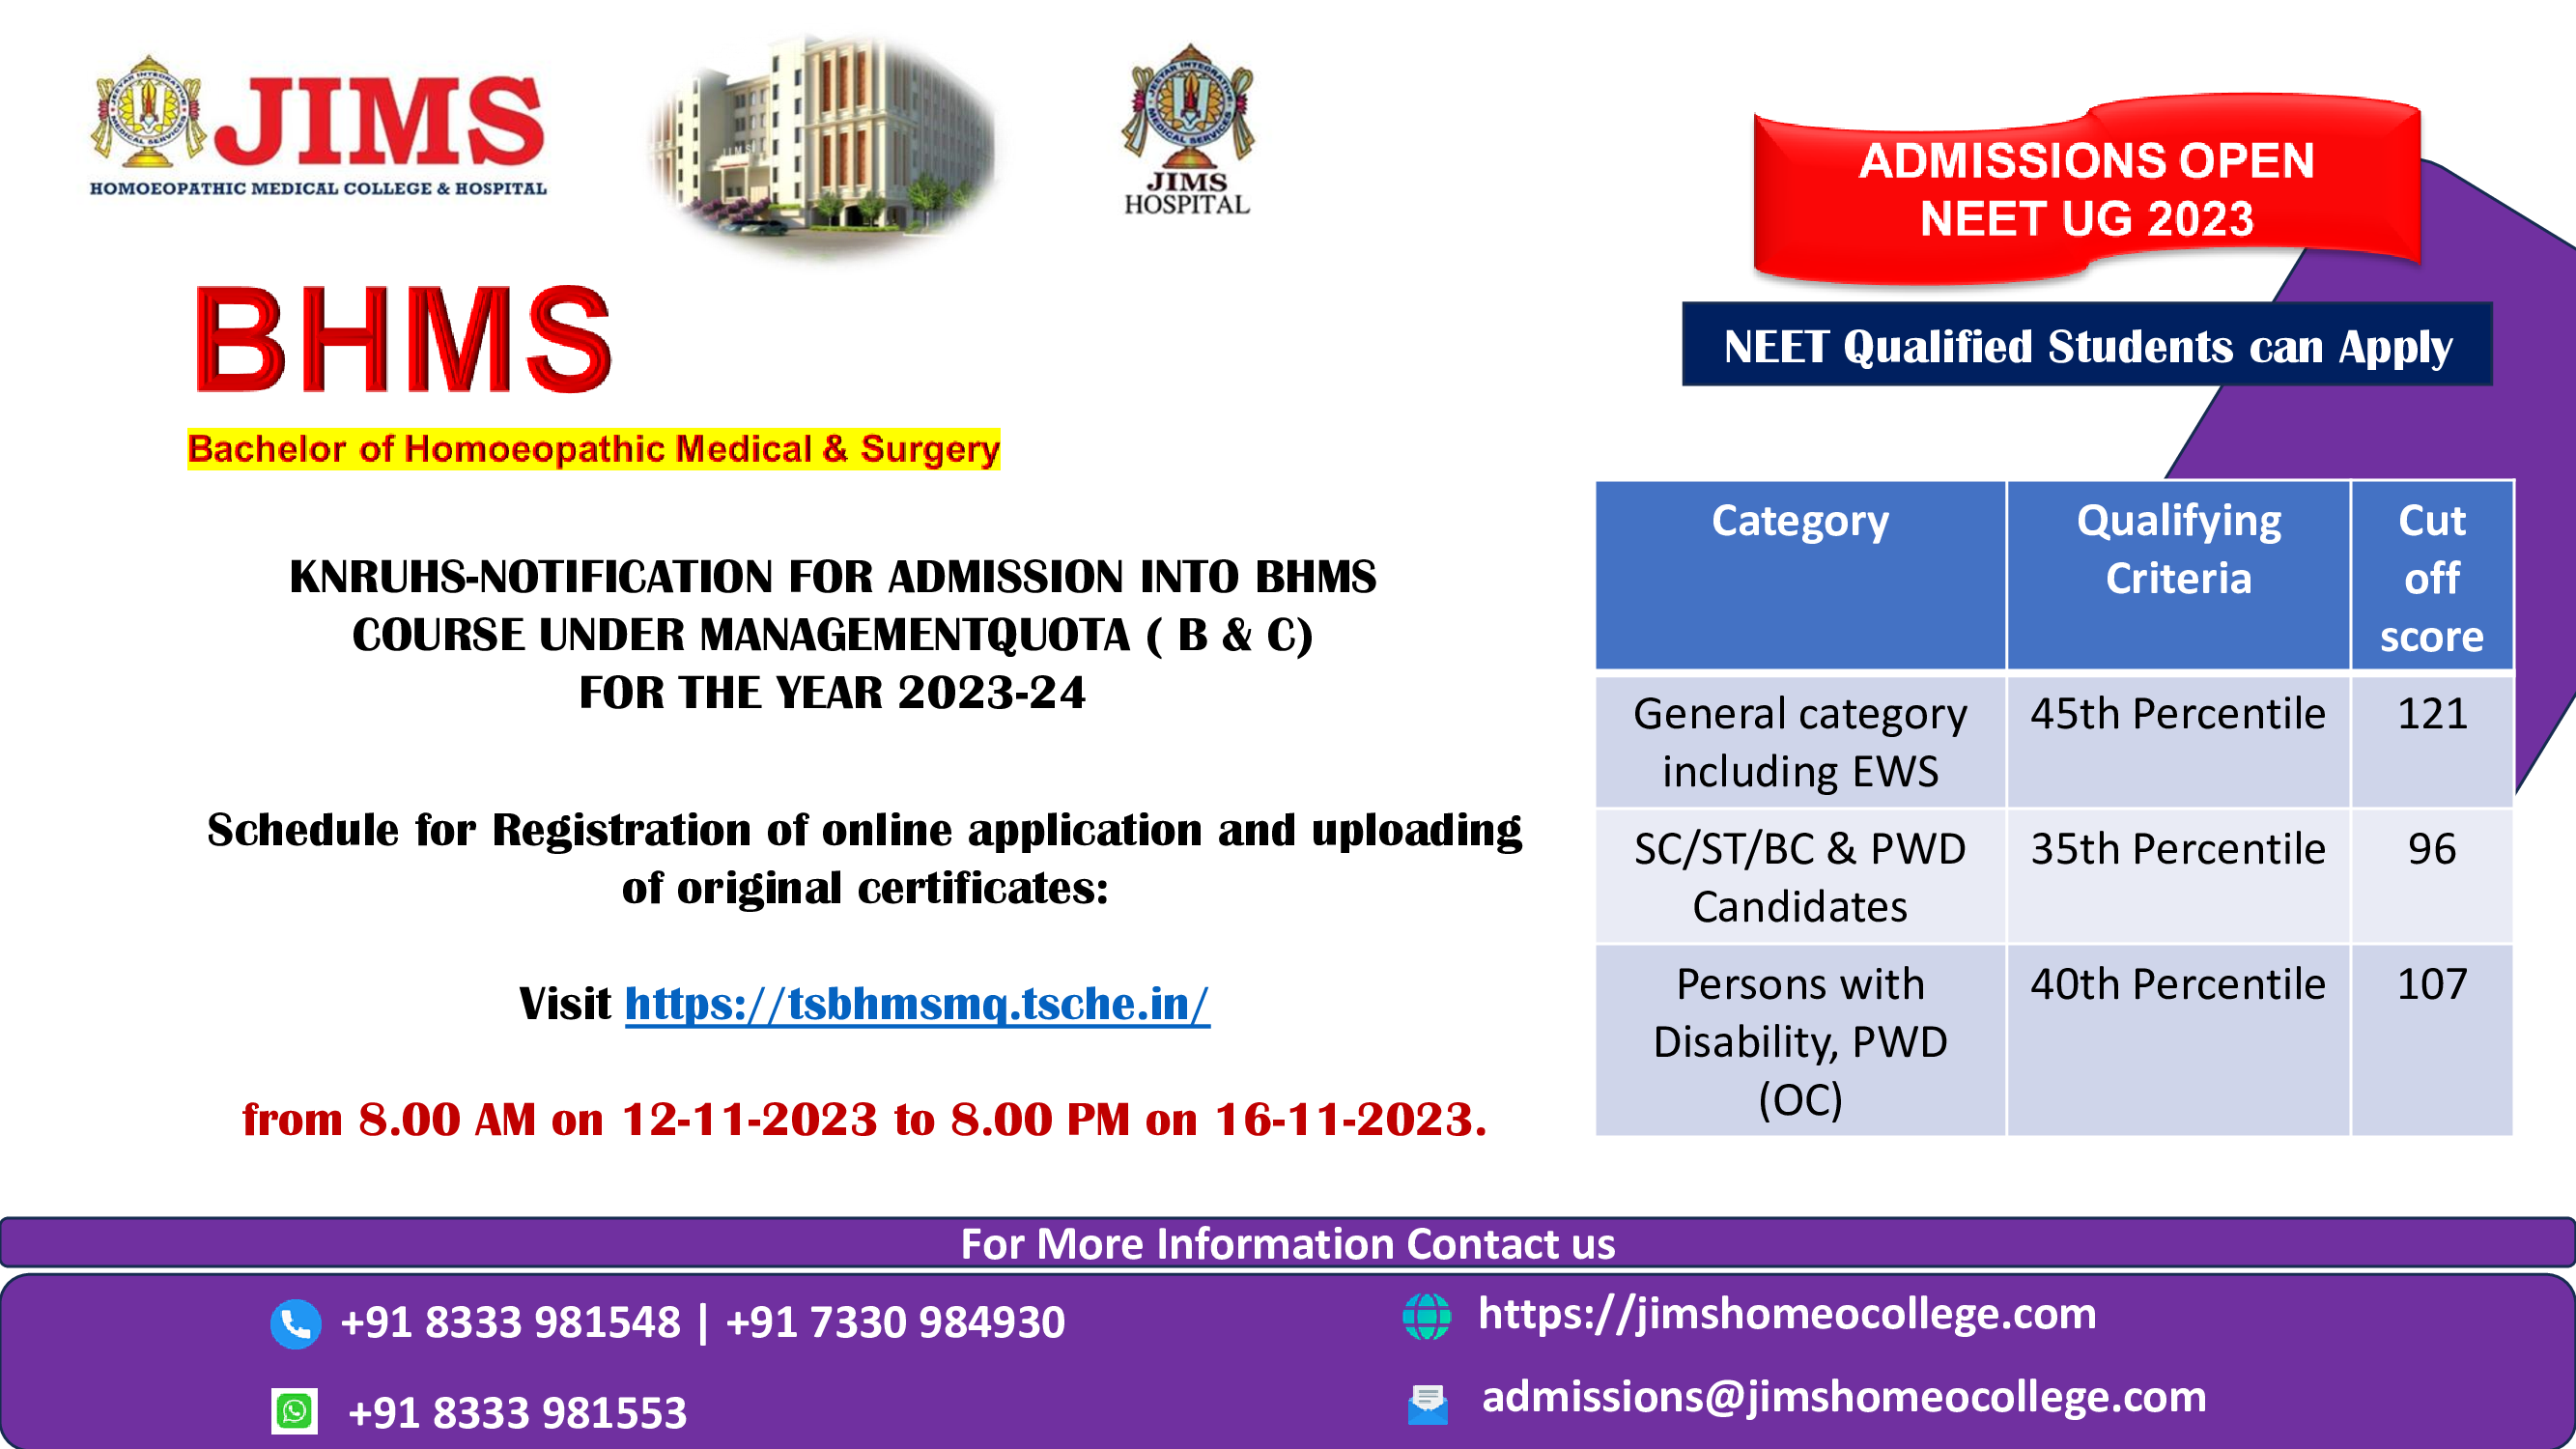 JIMS
HOMOEOPATHIC MEDICAL COLLEGE & HOSPITAL
JEEYAR INTEGRATIVE
MEDICAL SERVICES
JIMS
HOSPITAL
ADMISSIONS OPEN
NEET UG 2023
NEET Qualified Students can Apply
BHMS
Bachelor of Homoeopathic Medical & Surgery
KNRUHS-NOTIFICATION FOR ADMISSION INTO BHMS
COURSE UNDER MANAGEMENTQUOTA ( B & C)
FOR THE YEAR 2023-24
Schedule for Registration of online application and uploading
of original certificates:
Visit https://tsbhmsmq.tsche.in/
from 8.00 AM on 12-11-2023 to 8.00 PM on 16-11-2023.
Category Qualifying Criteria Cut off score
General category including EWS 45th Percentile 121
SC/ST/BC & PWD Candidates 35th Percentile 96
Persons with Disability, PWD (OC) 40th Percentile 107
For More Information Contact us
+91 8333 981548 | +91 7330 984930
https://jimshomeocollege.com
+91 8333 981553
admissions@jimshomeocollege.com